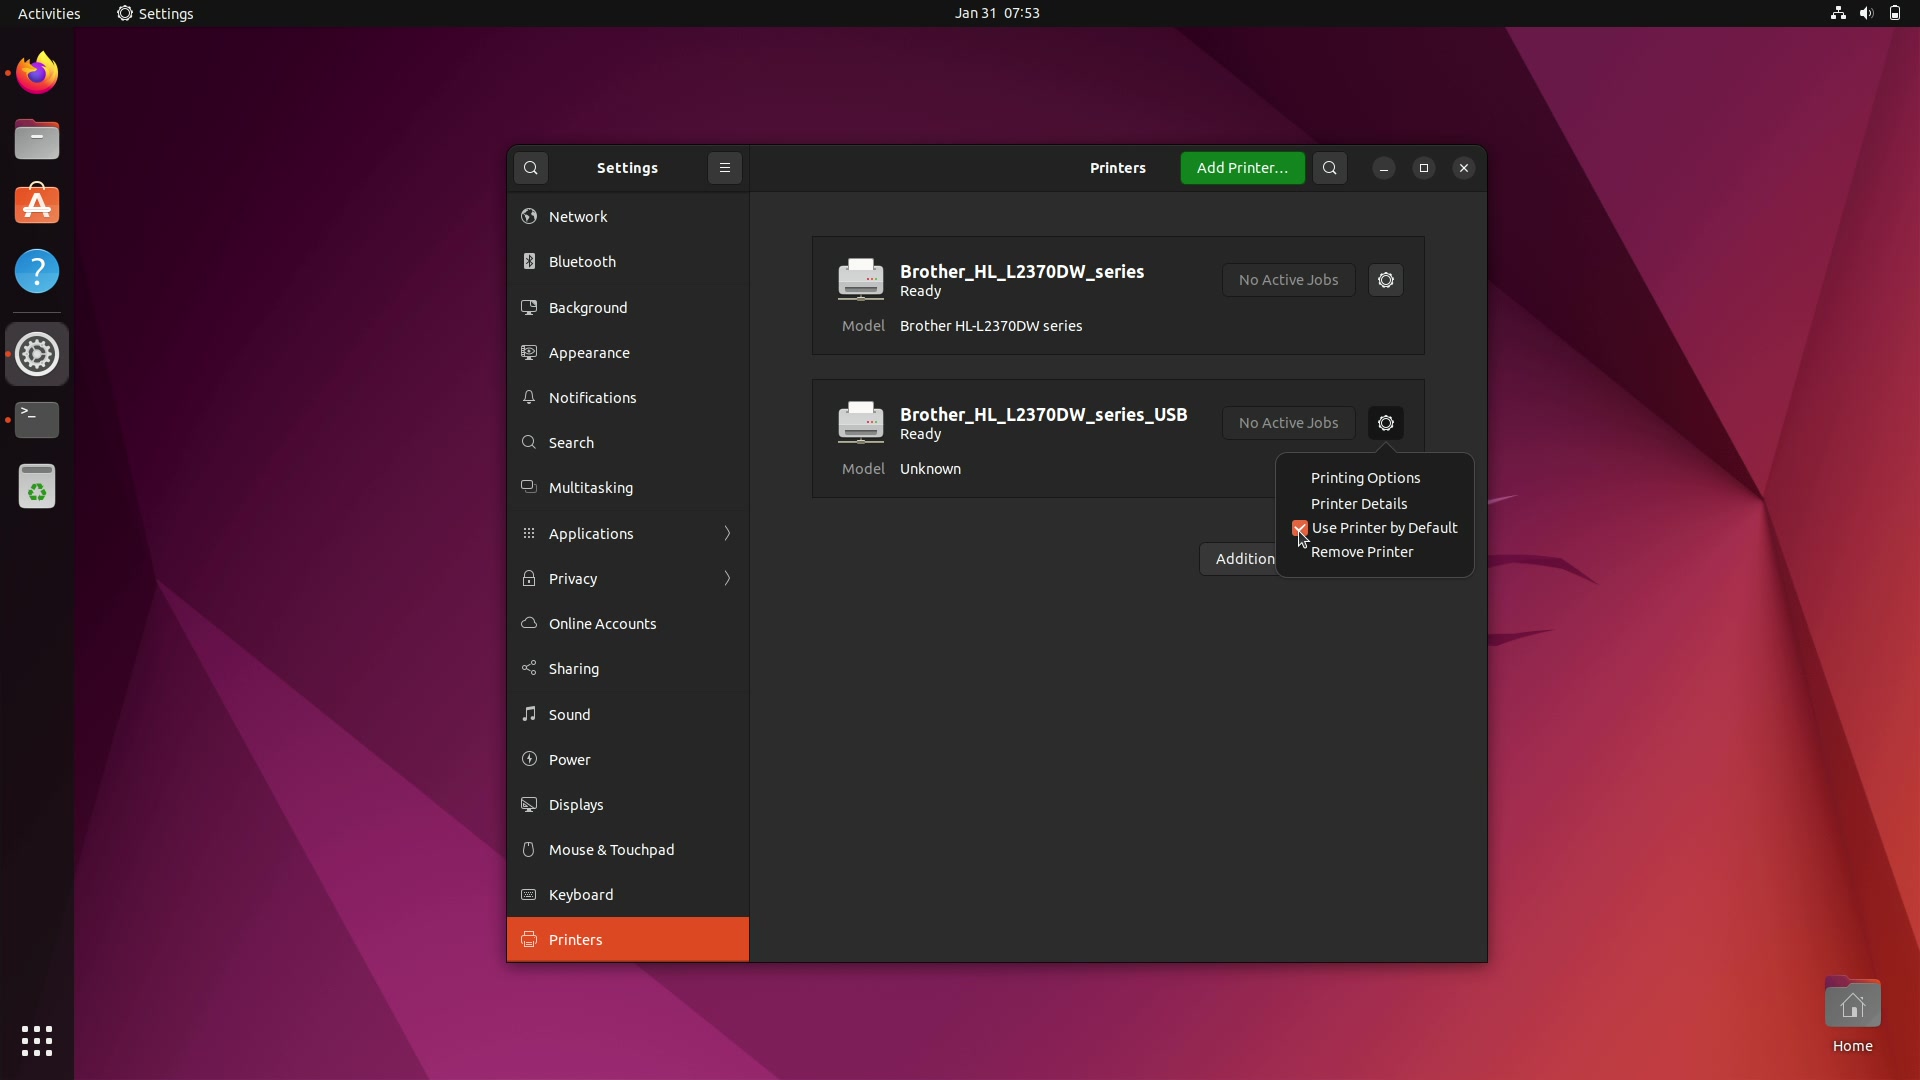 Activities
Settings
Jan 31 07:53
Settings
Printers
Add Printer...
Network
Bluetooth
Background
Appearance
Notifications
Search
Multitasking
Applications
Privacy
Online Accounts
Sharing
Sound
Power
Displays
Mouse & Touchpad
Keyboard
Printers
Brother_HL_L2370DW_series
Ready
No Active Jobs
Model Brother HL-L2370DW series
Brother_HL_L2370DW_series_USB
Ready
No Active Jobs
Model Unknown
Printing Options
Printer Details
Use Printer by Default
Remove Printer
Addition
Home